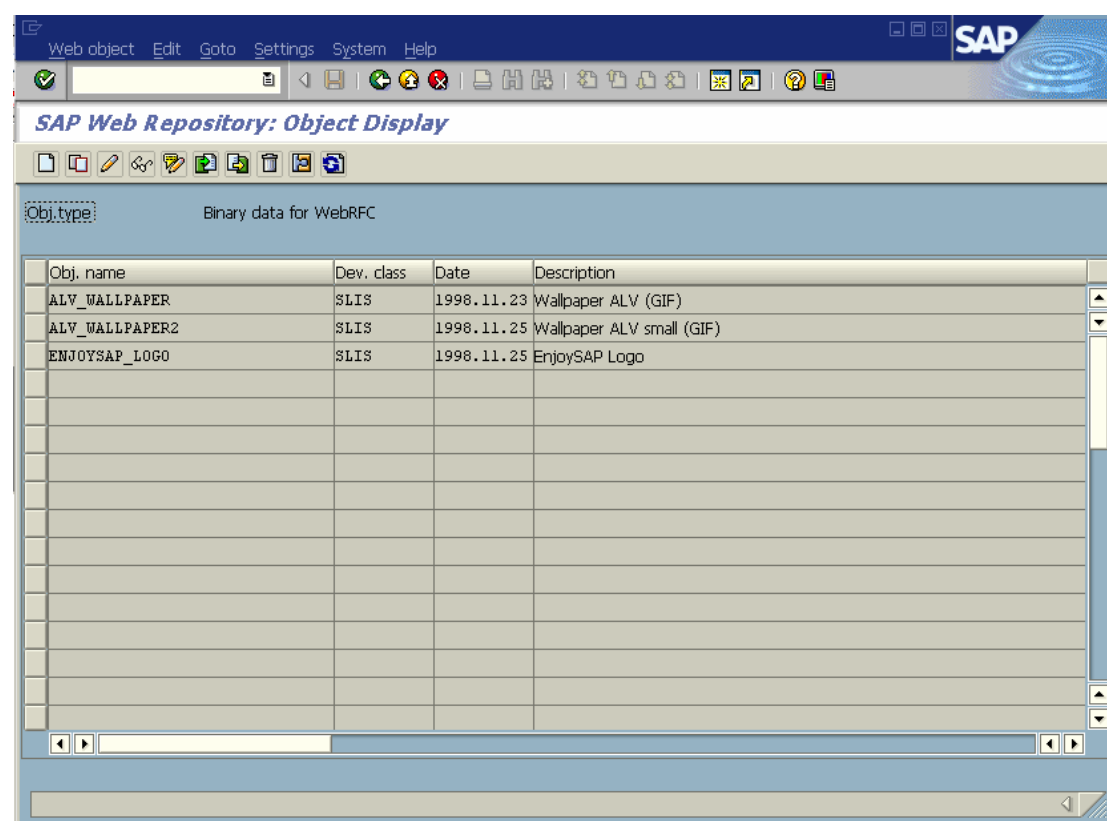 Web object Edit Goto Settings System Help
SAP
SAP Web Repository: Object Display
Obj.type Binary data for WebRFC
Obj. name Dev. class Date Description
ALV_WALLPAPER SLIS 1998.11.23 Wallpaper ALV (GIF)
ALV_WALLPAPER2 SLIS 1998.11.25 Wallpaper ALV small (GIF)
ENJOYSAP_LOGO SLIS 1998.11.25 EnjoySAP Logo